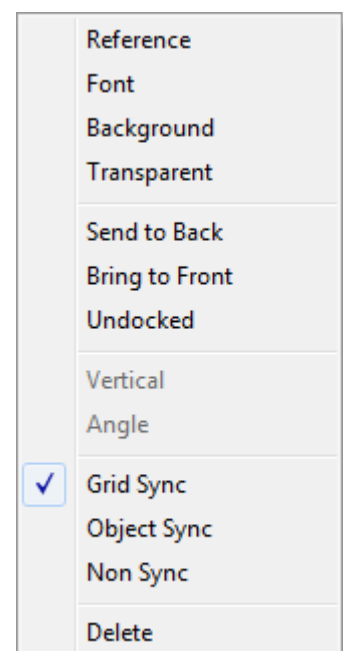 Reference
Font
Background
Transparent
Send to Back
Bring to Front
Undocked
Vertical
Angle
Grid Sync
Object Sync
Non Sync
Delete